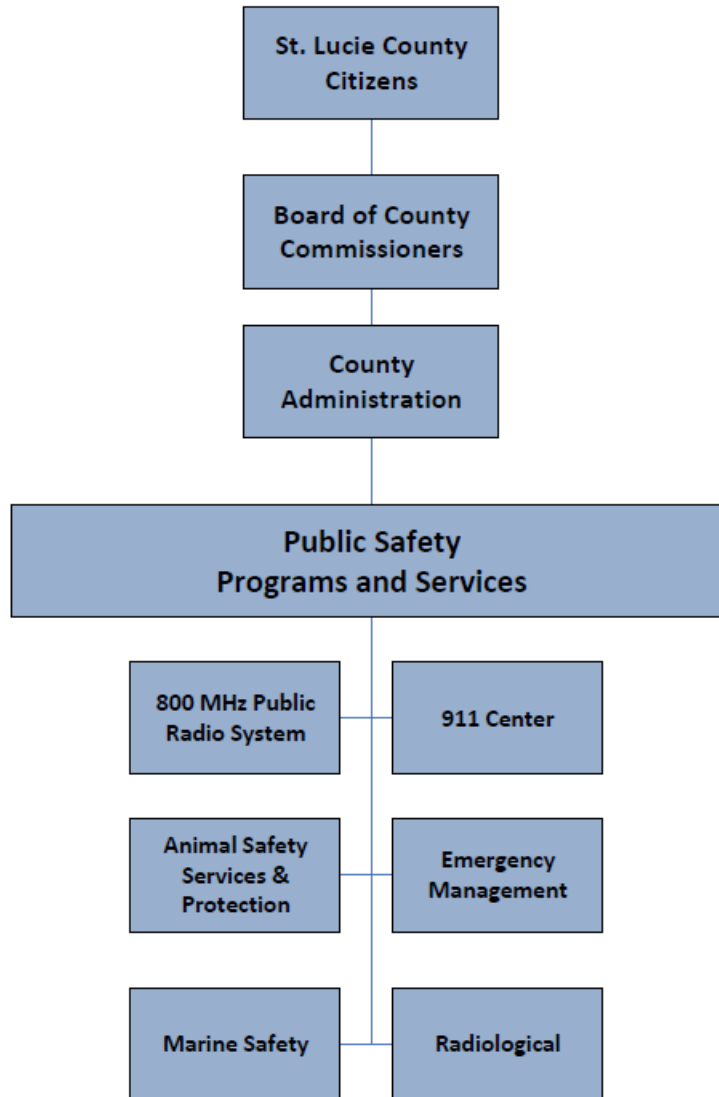 St. Lucie County
Citizens
Board of County
Commissioners
County
Administration
Public Safety
Programs and Services
800 MHz Public
Radio System
911 Center
Animal Safety
Services &
Protection
Emergency
Management
Marine Safety
Radiological